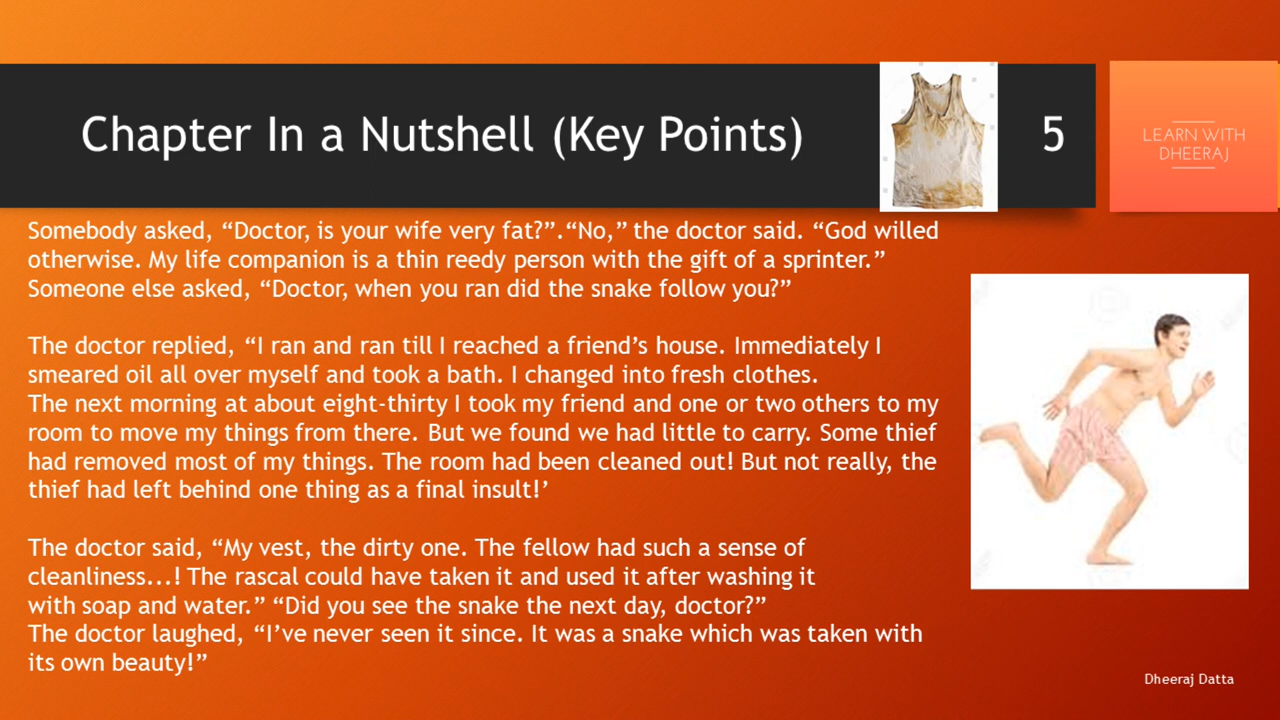 Chapter In a Nutshell (Key Points)
5
LEARN WITH
DHEERAJ
Somebody asked, “Doctor, is your wife very fat?”.“No,” the doctor said. “God willed
otherwise. My life companion is a thin reedy person with the gift of a sprinter.”
Someone else asked, “Doctor, when you ran did the snake follow you?”
The doctor replied, “I ran and ran till I reached a friend’s house. Immediately I
smeared oil all over myself and took a bath. I changed into fresh clothes.
The next morning at about eight-thirty I took my friend and one or two others to my
room to move my things from there. But we found we had little to carry. Some thief
had removed most of my things. The room had been cleaned out! But not really, the
thief had left behind one thing as a final insult!’
The doctor said, “My vest, the dirty one. The fellow had such a sense of
cleanliness...! The rascal could have taken it and used it after washing it
with soap and water.” “Did you see the snake the next day, doctor?”
The doctor laughed, “I’ve never seen it since. It was a snake which was taken with
its own beauty!”
Dheeraj Datta